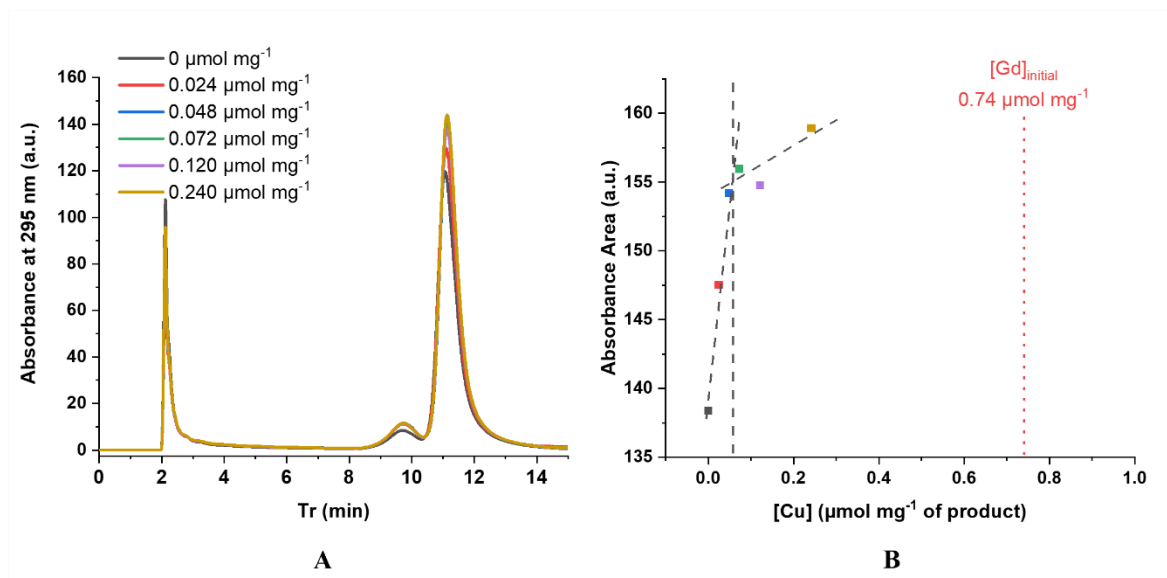 0 µmol mg⁻¹
0.024 µmol mg⁻¹
0.048 µmol mg⁻¹
0.072 µmol mg⁻¹
0.120 µmol mg⁻¹
0.240 µmol mg⁻¹
Absorbance at 295 nm (a.u.)
160
140
120
100
80
60
40
20
0
0 2 4 6 8 10 12 14
Tr (min)
A
[Gd]initial
0.74 µmol mg⁻¹
Absorbance Area (a.u.)
160
155
150
145
140
135
0.0 0.2 0.4 0.6 0.8 1.0
[Cu] (µmol mg⁻¹ of product)
B